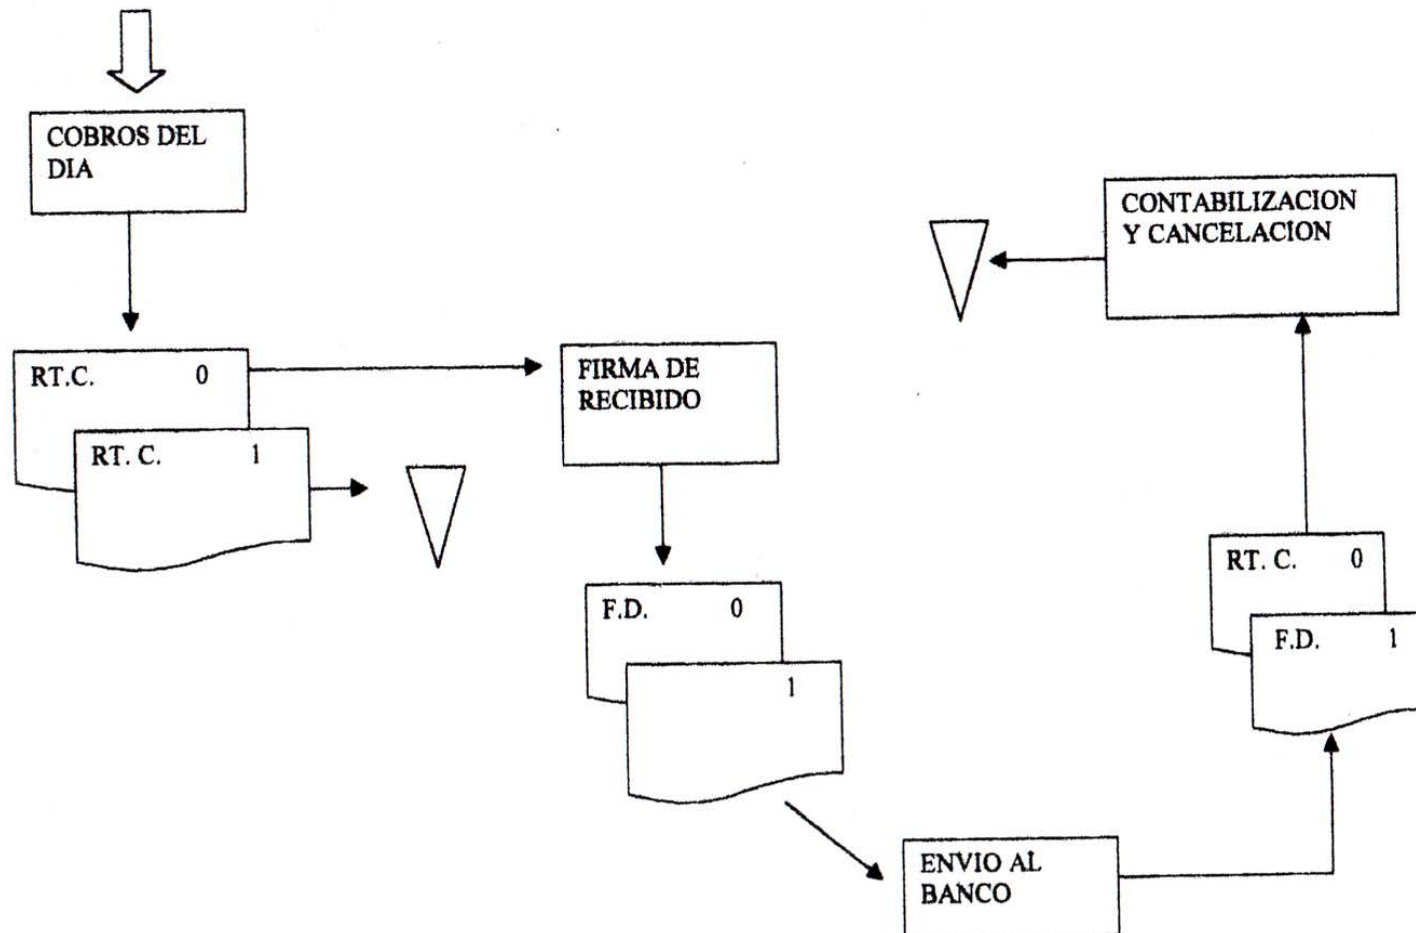 COBROS DEL
DIA
RT.C. 0
RT. C. 1
FIRMA DE
RECIBIDO
F.D. 0
1
ENVIO AL
BANCO
RT. C. 0
F.D. 1
CONTABILIZACION
Y CANCELACION